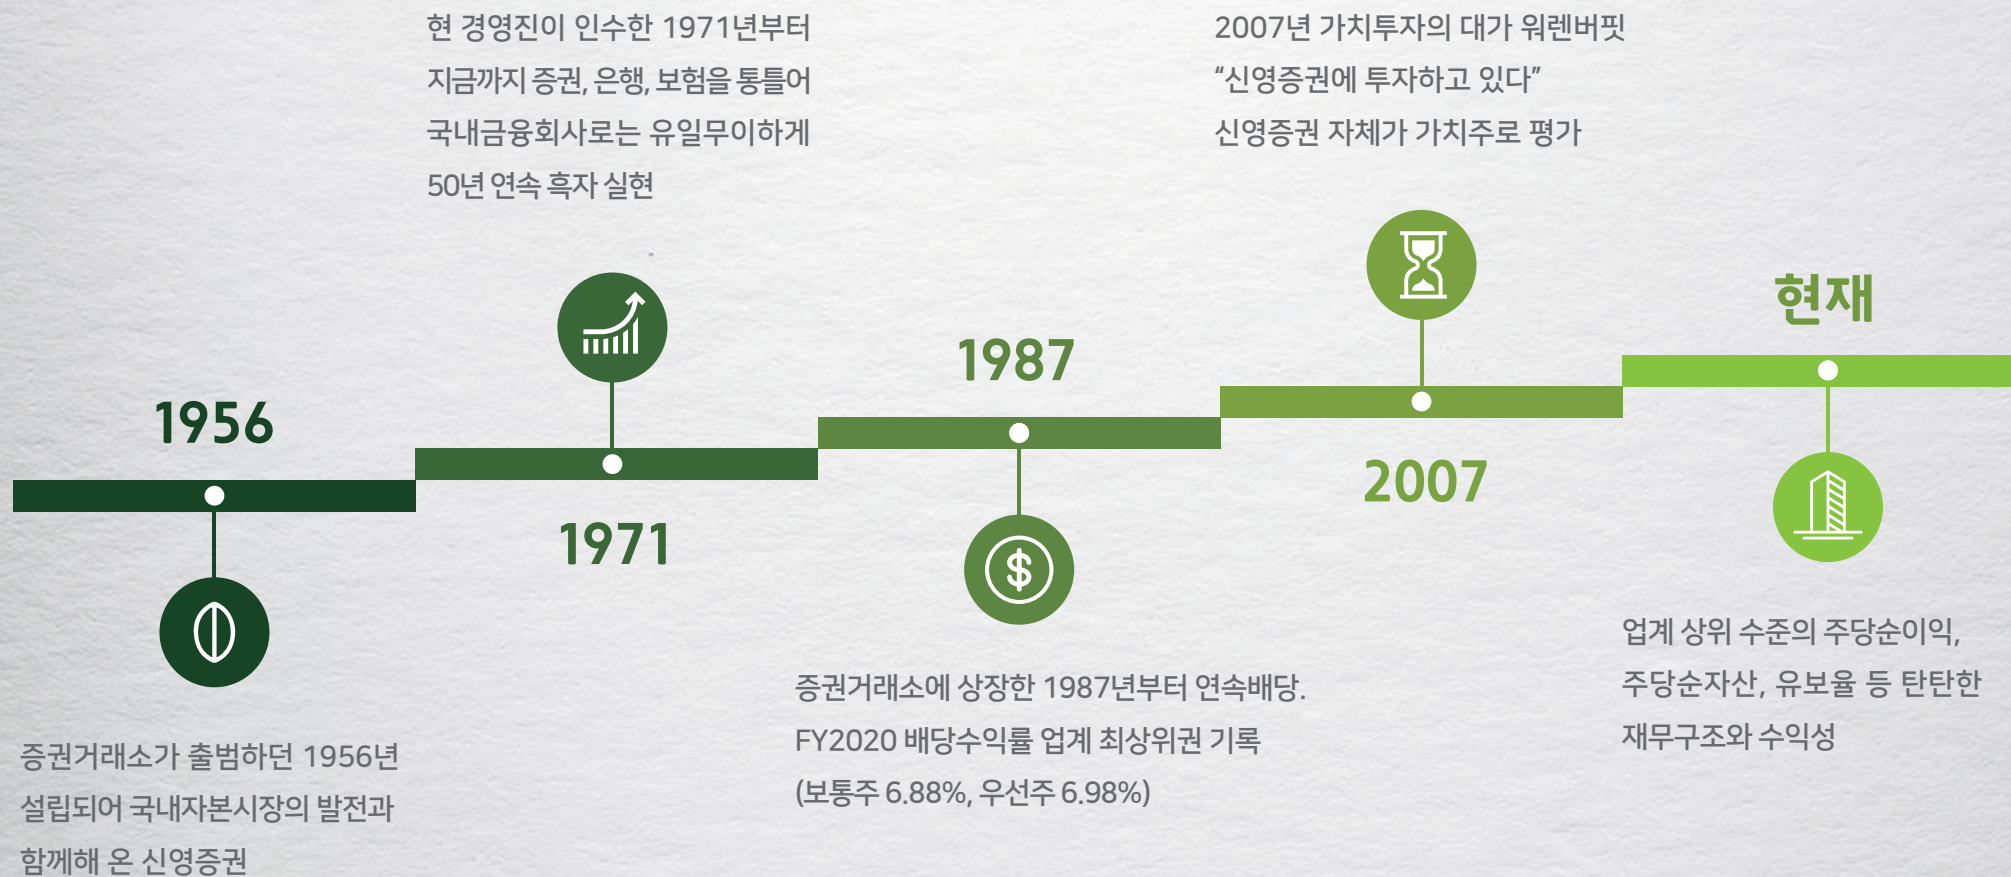 1956
증권거래소가 출범하던 1956년
설립되어 국내자본시장의 발전과
함께해 온 신영증권
현 경영진이 인수한 1971년부터
지금까지 증권, 은행, 보험을 통틀어
국내금융회사로는 유일무이하게
50년 연속 흑자 실현
1971
1987
$
증권거래소에 상장한 1987년부터 연속배당.
FY2020 배당수익률 업계 최상위권 기록
(보통주 6.88%, 우선주 6.98%)
2007년 가치투자의 대가 워렌버핏
“신영증권에 투자하고 있다”
신영증권 자체가 가치주로 평가
2007
현재
업계 상위 수준의 주당순이익,
주당순자산, 유보율 등 탄탄한
재무구조와 수익성